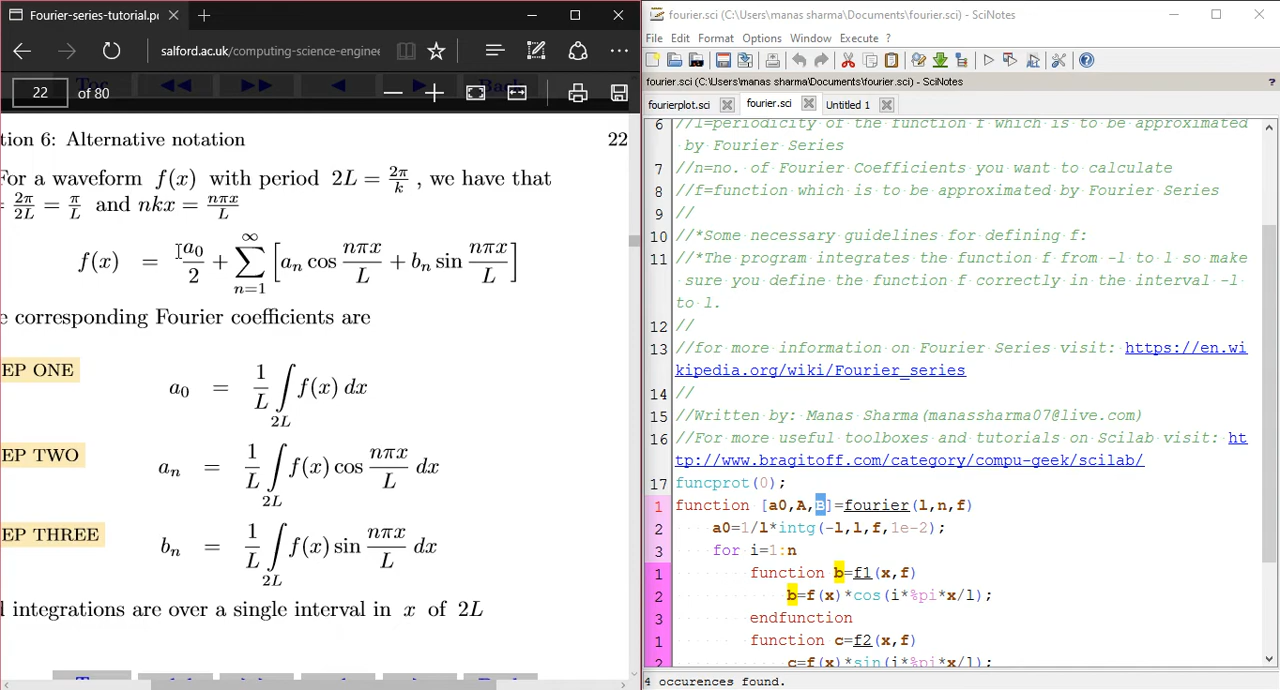 Fourier-series-tutorial.p
salford.ac.uk/computing-science-engine
22 of 80
Back
tion 6: Alternative notation 22
For a waveform f(x) with period 2L = 2π/k , we have that
= 2π/2L = π/L and nkx = nπx/L
f(x) = a0/2 + ∑ n=1 ∞ [ an cos nπx/L + bn sin nπx/L ]
e corresponding Fourier coefficients are
EP ONE a0 = 1/L ∫ 2L f(x) dx
EP TWO an = 1/L ∫ 2L f(x) cos nπx/L dx
EP THREE bn = 1/L ∫ 2L f(x) sin nπx/L dx
integrations are over a single interval in x of 2L
fourier.sci (C:\Users\manas sharma\Documents\fourier.sci) - SciNotes
File Edit Format Options Window Execute ?
fourier.sci (C:\Users\manas sharma\Documents\fourier.sci) - SciNotes ?
fourierplot.sci fourier.sci Untitled 1
6 //l=periodicity of the function f which is to be approximated
by Fourier Series
7 //n=no. of Fourier Coefficients you want to calculate
8 //f=function which is to be approximated by Fourier Series
9 //
10 //*Some necessary guidelines for defining f:
11 //*The program integrates the function f from -l to l so make
sure you define the function f correctly in the interval -l
to l.
12 //
13 //for more information on Fourier Series visit: https://en.wi
kipedia.org/wiki/Fourier_series
14 //
15 //Written by: Manas Sharma(manassharma07@live.com)
16 //For more useful toolboxes and tutorials on Scilab visit: ht
tp://www.bragitoff.com/category/compu-geek/scilab/
17 funcprot(0);
1 function [a0,A,B]=fourier(l,n,f)
2 a0=1/l*intg(-l,l,f,1e-2);
3 for i=1:n
1 function b=f1(x,f)
2 b=f(x)*cos(i*%pi*x/l);
3 endfunction
1 function c=f2(x,f)
2 c=f(x)*sin(i*%pi*x/l);
4 occurences found.